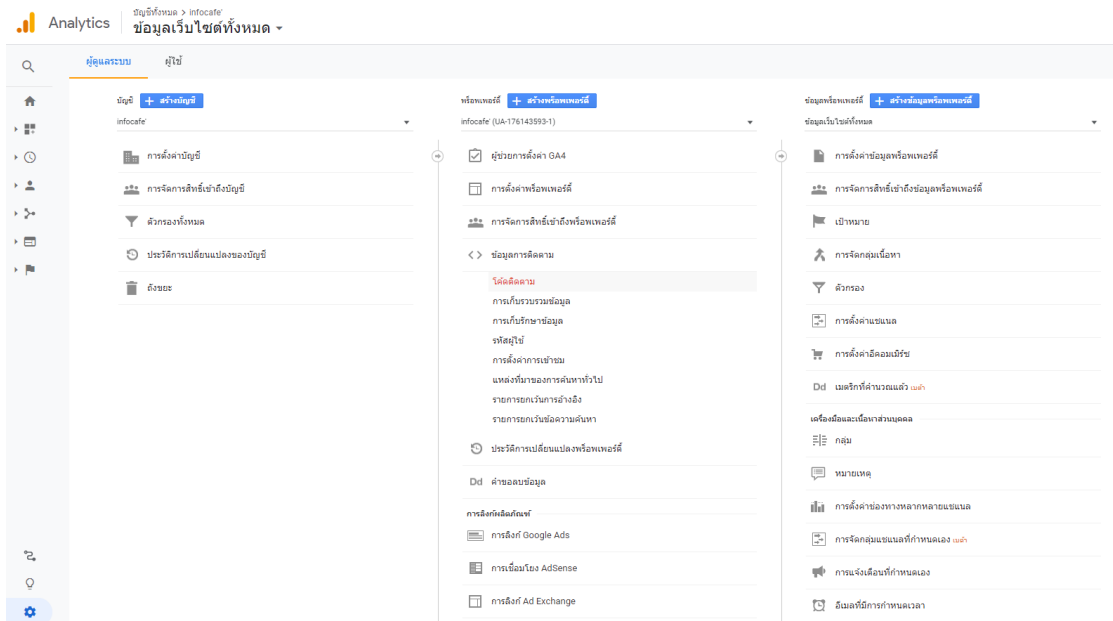 Analytics
บัญชีทั้งหมด > infocafe'
ข้อมูลเว็บไซต์ทั้งหมด
ผู้ดูแลระบบ
ผู้ใช้
บัญชี
+ สร้างบัญชี
infocafe'
การตั้งค่าบัญชี
การจัดการสิทธิ์เข้าถึงบัญชี
ตัวกรองทั้งหมด
ประวัติการเปลี่ยนแปลงของบัญชี
ถังขยะ
พร็อพเพอร์ตี้
+ สร้างพร็อพเพอร์ตี้
infocafe' (UA-176143593-1)
ผู้ช่วยการตั้งค่า GA4
การตั้งค่าพร็อพเพอร์ตี้
การจัดการสิทธิ์เข้าถึงพร็อพเพอร์ตี้
ข้อมูลการติดตาม
โค้ดติดตาม
การเก็บรวบรวมข้อมูล
การเก็บรักษาข้อมูล
รหัสผู้ใช้
การตั้งค่าการเข้าชม
แหล่งที่มาของการค้นหาทั่วไป
รายการยกเว้นการอ้างอิง
รายการยกเว้นข้อความค้นหา
ประวัติการเปลี่ยนแปลงพร็อพเพอร์ตี้
Dd คำขอลบข้อมูล
การลิงก์ผลิตภัณฑ์
การลิงก์ Google Ads
การเชื่อมโยง AdSense
การลิงก์ Ad Exchange
ข้อมูลพร็อพเพอร์ตี้
+ สร้างข้อมูลพร็อพเพอร์ตี้
ข้อมูลเว็บไซต์ทั้งหมด
การตั้งค่าข้อมูลพร็อพเพอร์ตี้
การจัดการสิทธิ์เข้าถึงข้อมูลพร็อพเพอร์ตี้
เป้าหมาย
การจัดกลุ่มเนื้อหา
ตัวกรอง
การตั้งค่าแชแนล
การตั้งค่าอีคอมเมิร์ซ
Dd เมตริกที่คำนวณแล้ว เบต้า
เครื่องมือและเนื้อหาส่วนบุคคล
กลุ่ม
หมายเหตุ
การตั้งค่าช่องทางหลากหลายแชแนล
การจัดกลุ่มแชแนลที่กำหนดเอง เบต้า
การแจ้งเตือนที่กำหนดเอง
อีเมลที่มีการกำหนดเวลา